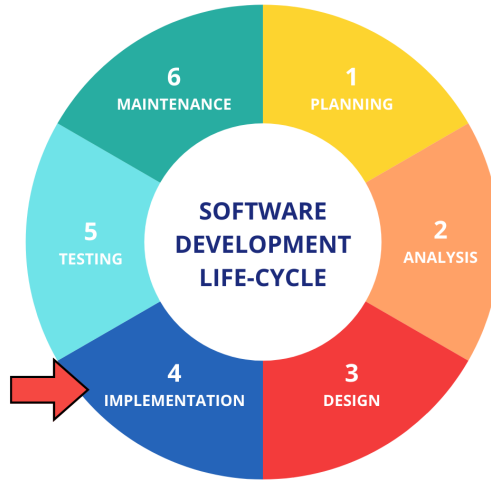 1
PLANNING
2
ANALYSIS
3
DESIGN
4
IMPLEMENTATION
5
TESTING
6
MAINTENANCE
SOFTWARE
DEVELOPMENT
LIFE-CYCLE